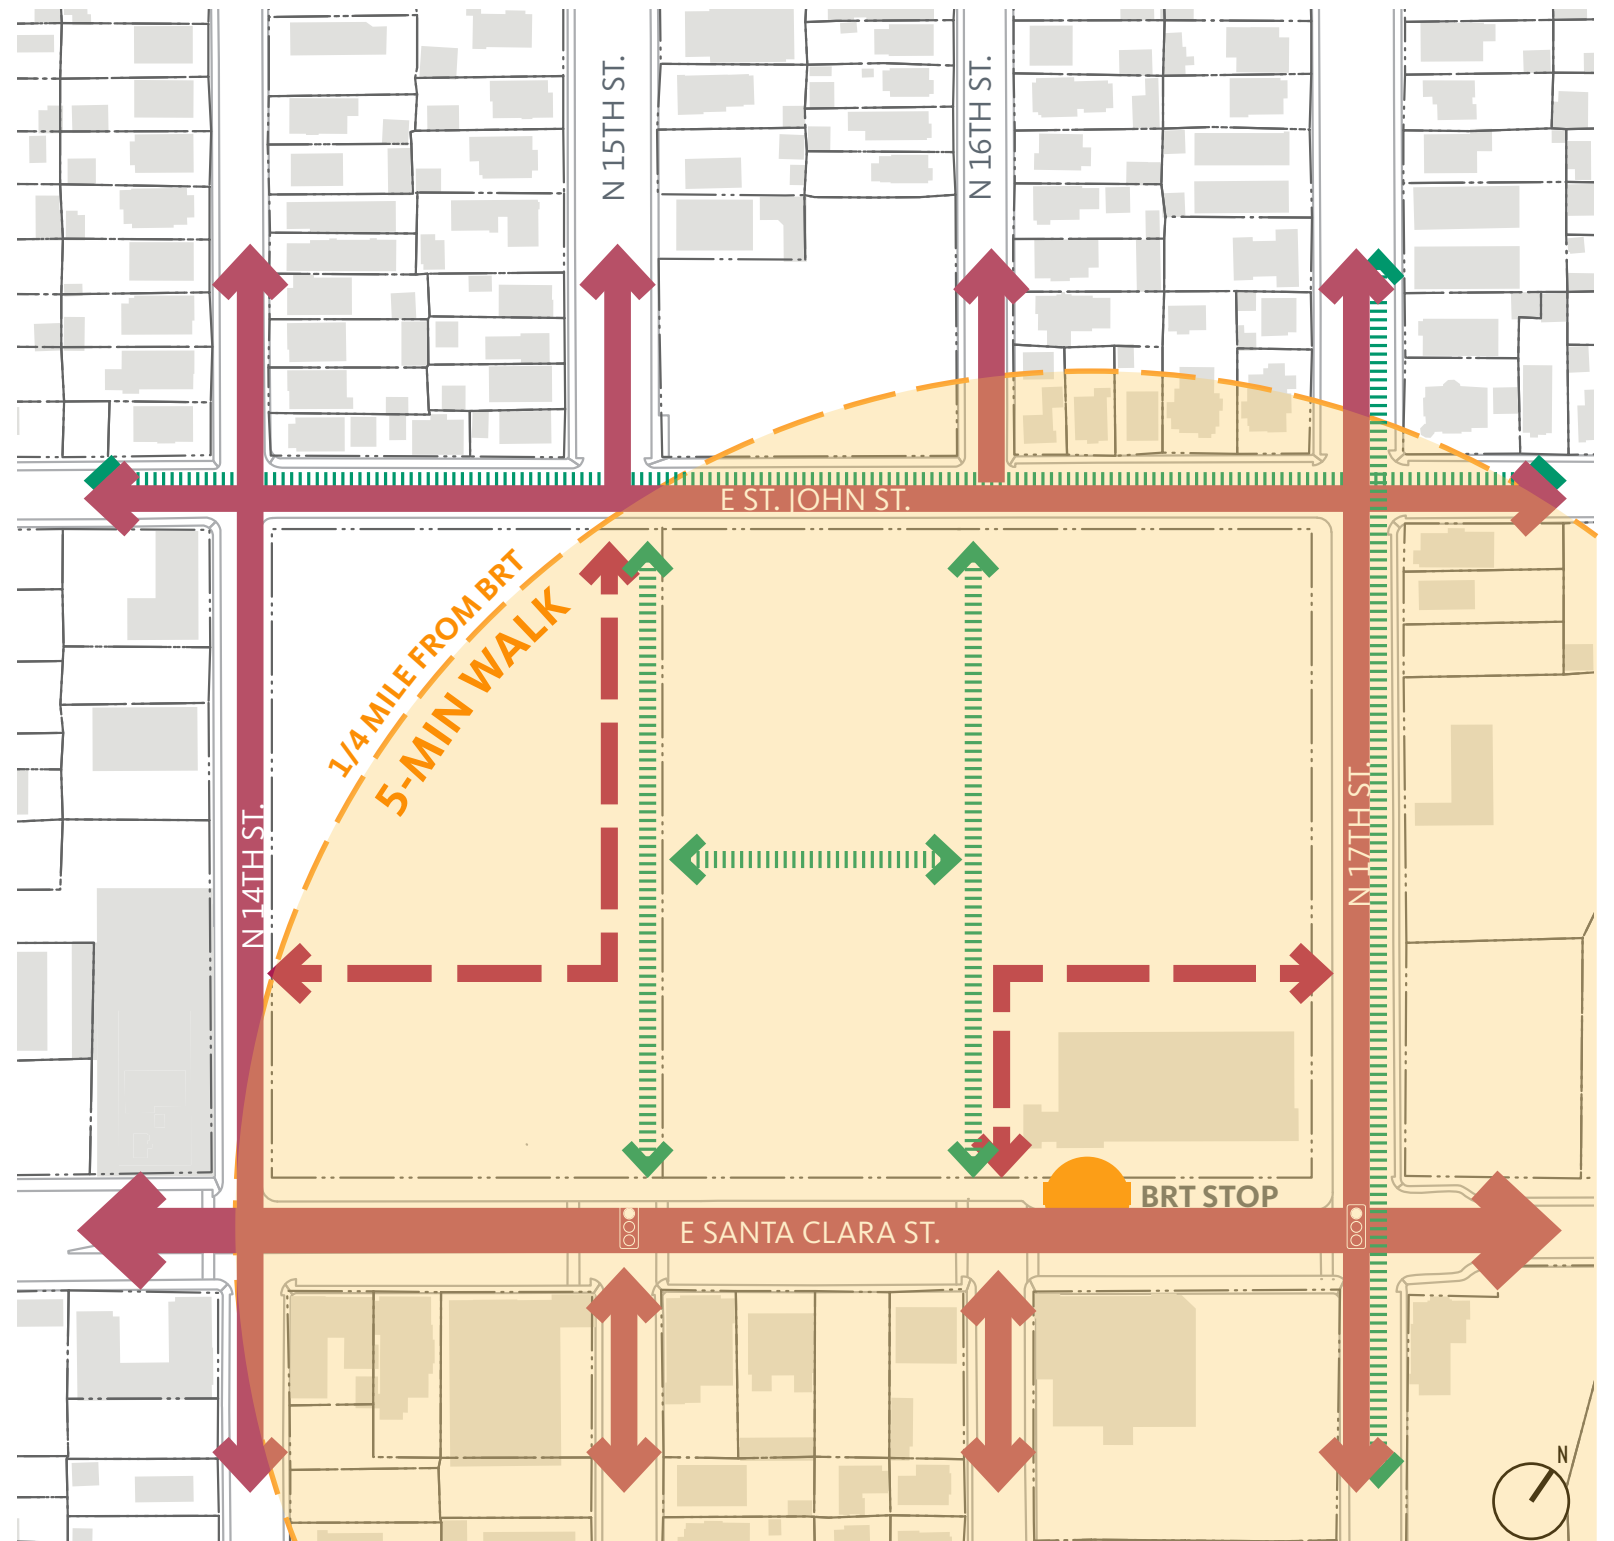 N 15TH ST.
N 16TH ST.
E ST. JOHN ST.
1/4 MILE FROM BRT
5-MIN WALK
N 14TH ST.
N 17TH ST.
BRT STOP
E SANTA CLARA ST.
N